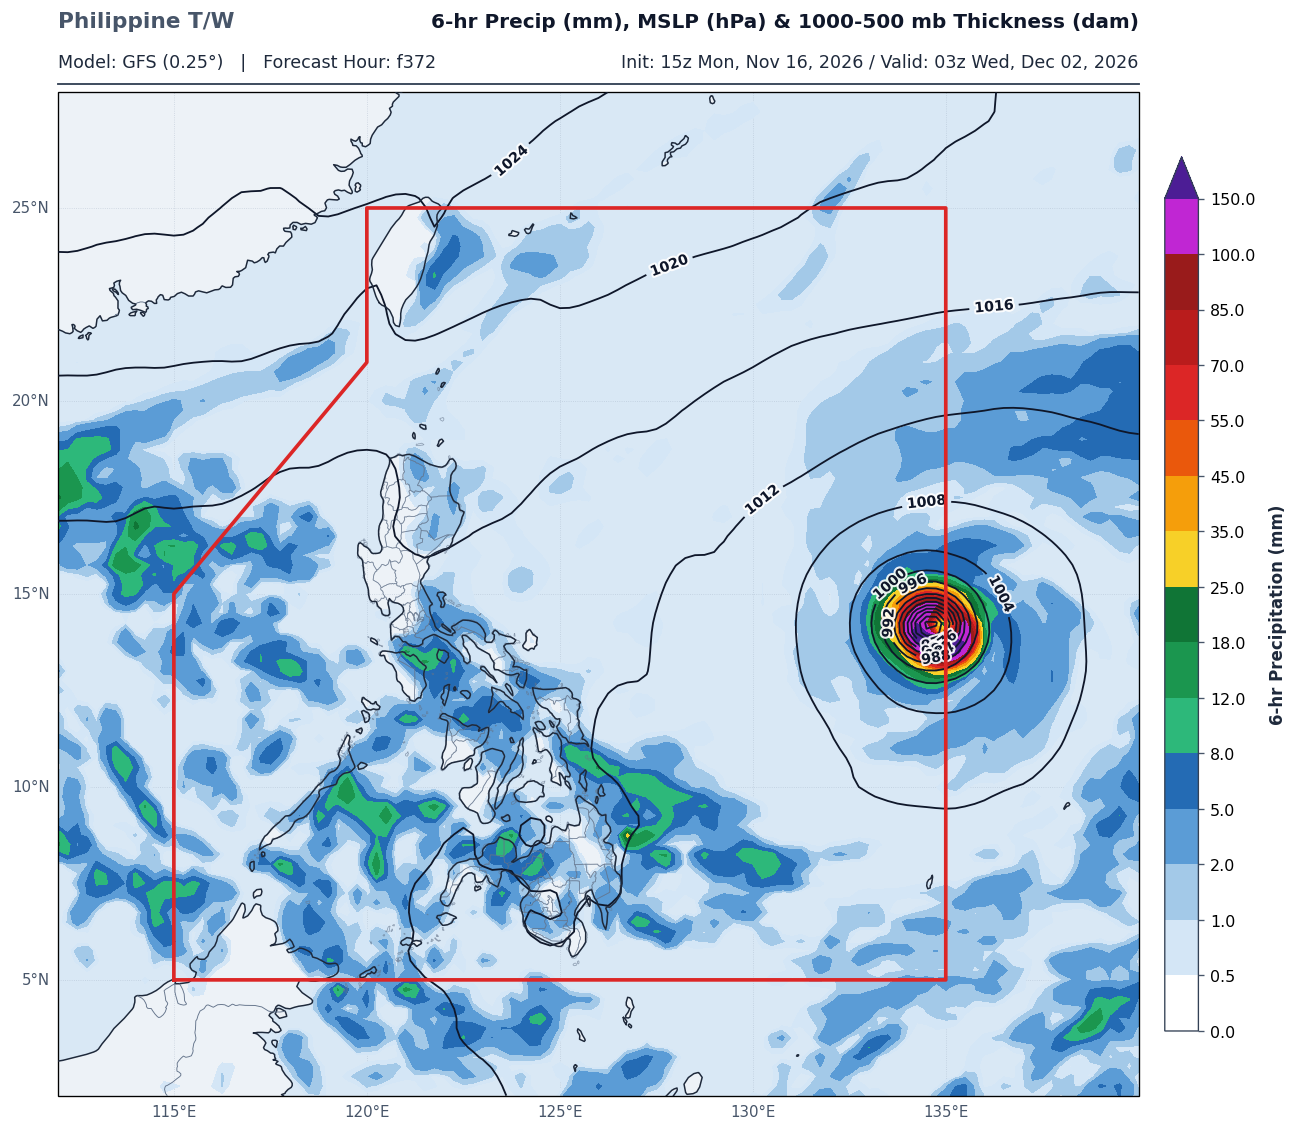 Philippine T/W
6-hr Precip (mm), MSLP (hPa) & 1000-500 mb Thickness (dam)
Model: GFS (0.25°) | Forecast Hour: f372
Init: 15z Mon, Nov 16, 2026 / Valid: 03z Wed, Dec 02, 2026
1024
25°N
1020
1016
20°N
1012
1008
15°N
1000
996
1004
992
988
10°N
5°N
115°E
120°E
125°E
130°E
135°E
150.0
100.0
85.0
70.0
55.0
45.0
35.0
25.0
18.0
12.0
8.0
5.0
2.0
1.0
0.5
0.0
6-hr Precipitation (mm)